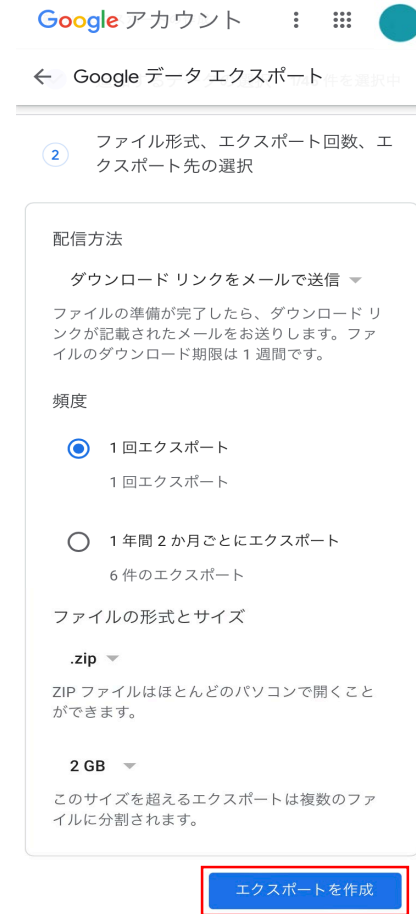 Google アカウント
Google データ エクスポート
件を選択中
2
ファイル形式、エクスポート回数、エ
クスポート先の選択
配信方法
ダウンロード リンクをメールで送信
ファイルの準備が完了したら、ダウンロード リ
ンクが記載されたメールをお送りします。ファ
イルのダウンロード期限は 1 週間です。
頻度
1 回エクスポート
1 回エクスポート
1 年間 2 か月ごとにエクスポート
6 件のエクスポート
ファイルの形式とサイズ
.zip
ZIP ファイルはほとんどのパソコンで開くこと
ができます。
2 GB
このサイズを超えるエクスポートは複数のファ
イルに分割されます。
エクスポートを作成